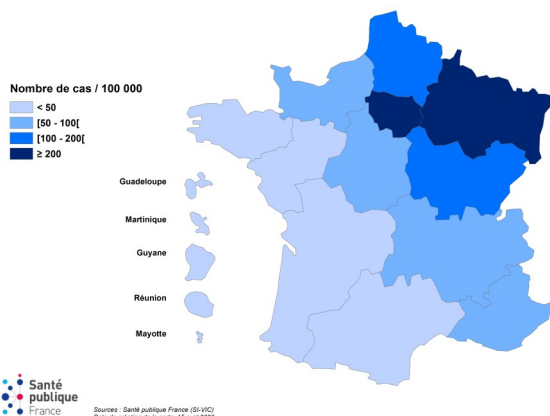 Nombre de cas / 100 000
< 50
[50 - 100[
[100 - 200[
≥ 200
Guadeloupe
Martinique
Guyane
Réunion
Mayotte
Santé
publique
France
Sources : Santé publique France (SI-VIC)